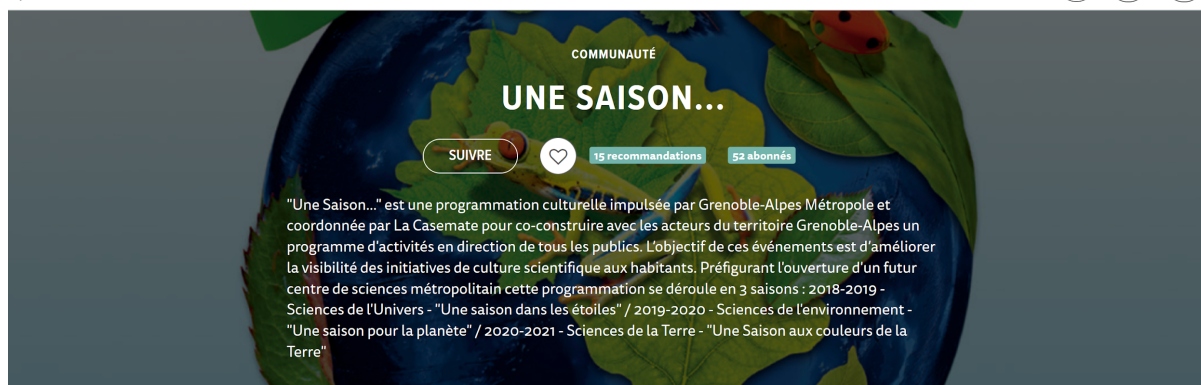 COMMUNAUTÉ
UNE SAISON...
SUIVRE
15 recommandations
52 abonnés
"Une Saison..." est une programmation culturelle impulsée par Grenoble-Alpes Métropole et
coordonnée par La Casemate pour co-construire avec les acteurs du territoire Grenoble-Alpes un
programme d'activités en direction de tous les publics. L'objectif de ces événements est d'améliorer
la visibilité des initiatives de culture scientifique aux habitants. Préfigurant l'ouverture d'un futur
centre de sciences métropolitain cette programmation se déroule en 3 saisons : 2018-2019 -
Sciences de l'Univers - "Une saison dans les étoiles" / 2019-2020 - Sciences de l'environnement -
"Une saison pour la planète" / 2020-2021 - Sciences de la Terre - "Une Saison aux couleurs de la
Terre"